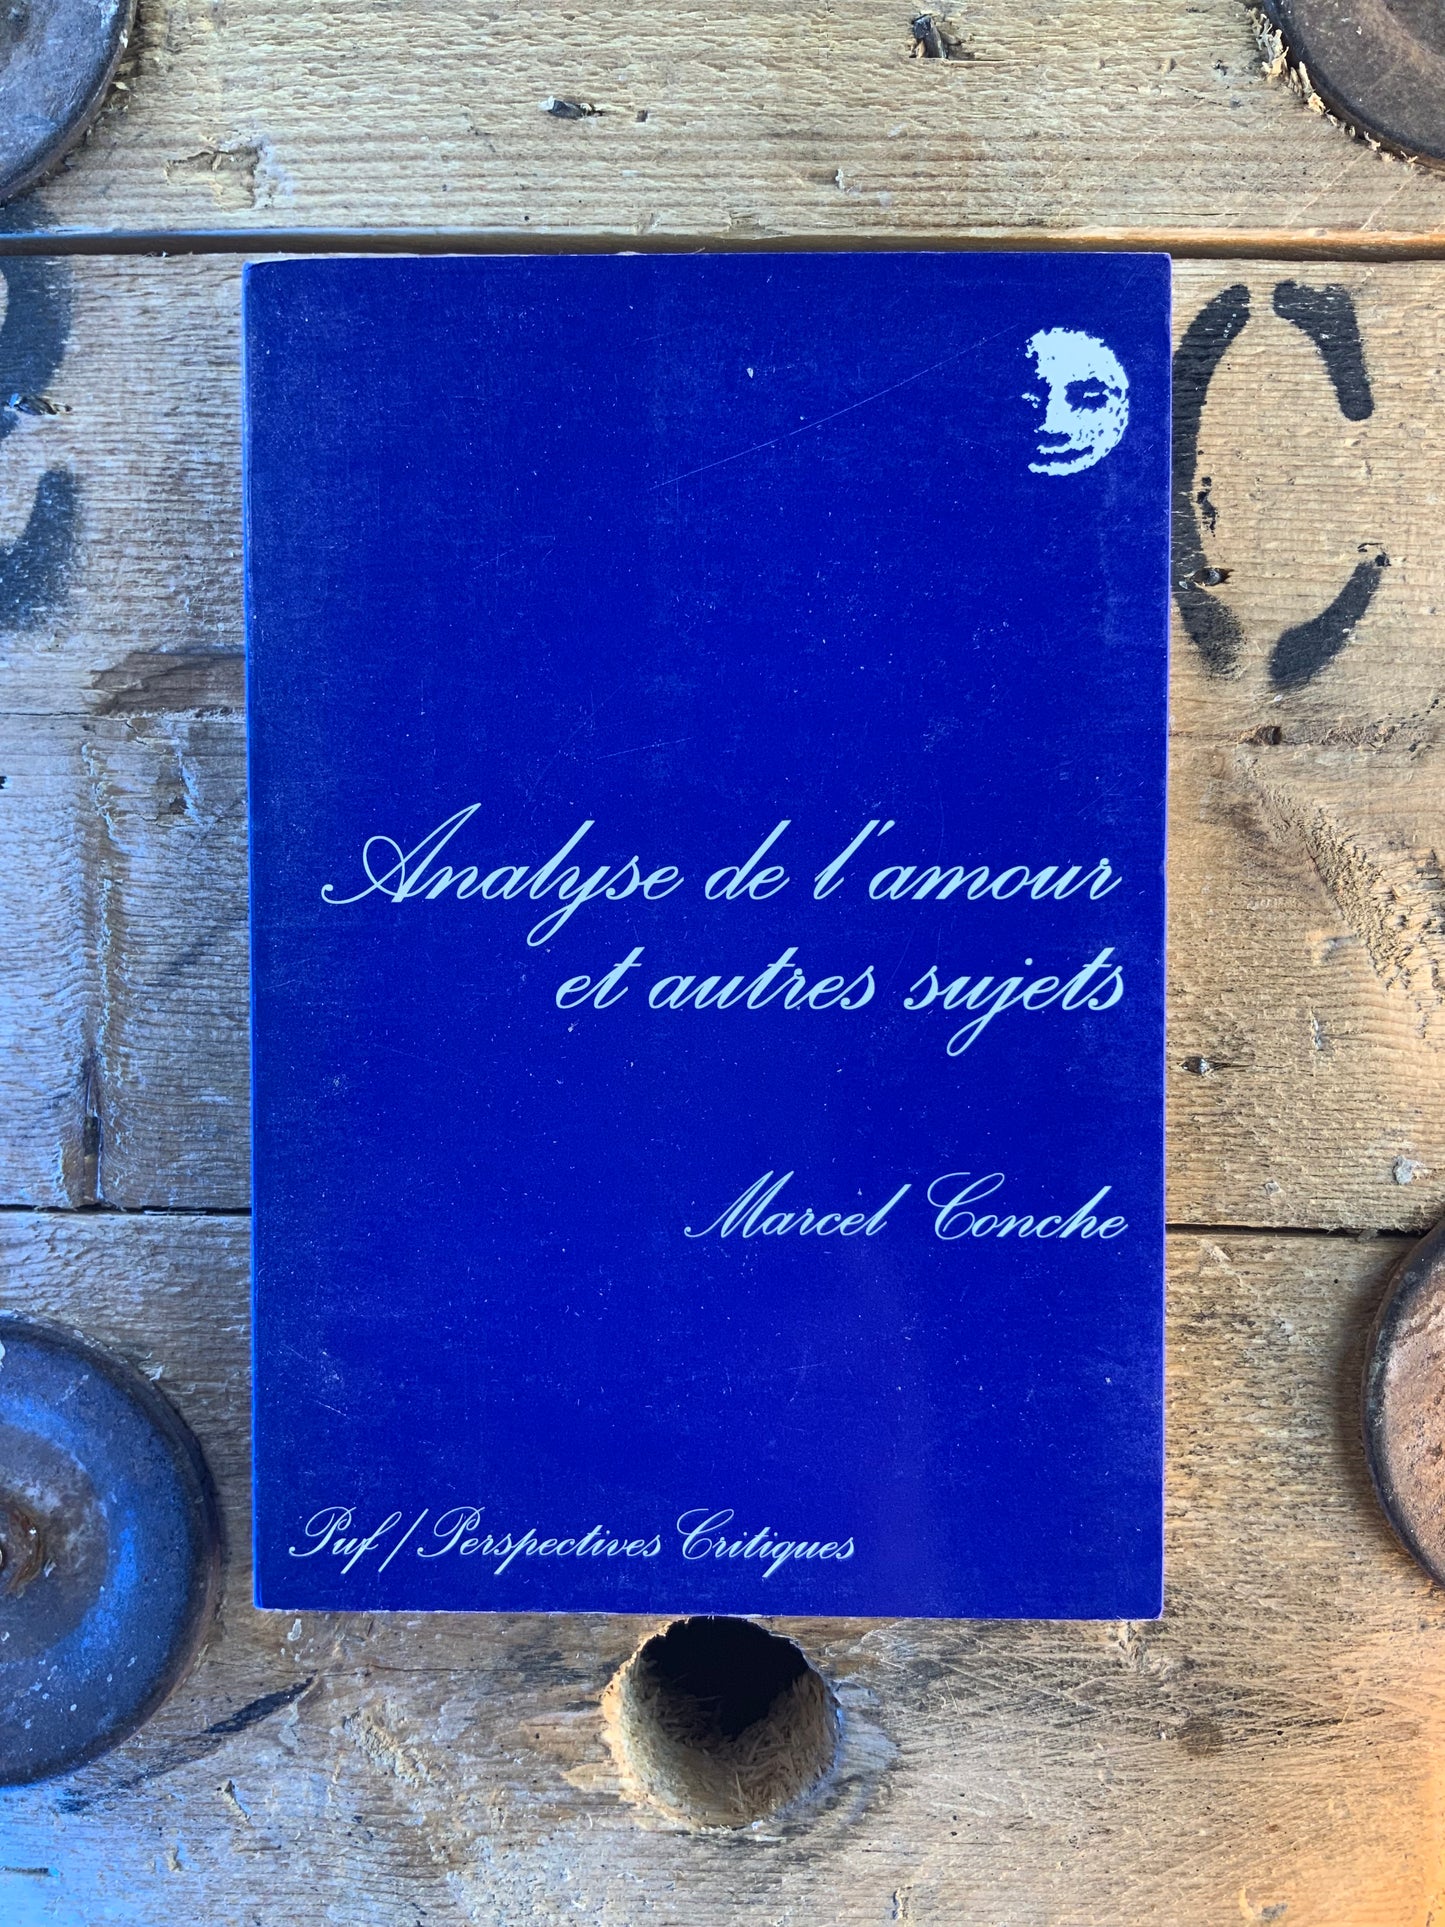 Analyse de l'amour
et autres sujets
Marcel Conche
Puf / Perspectives Critiques
C